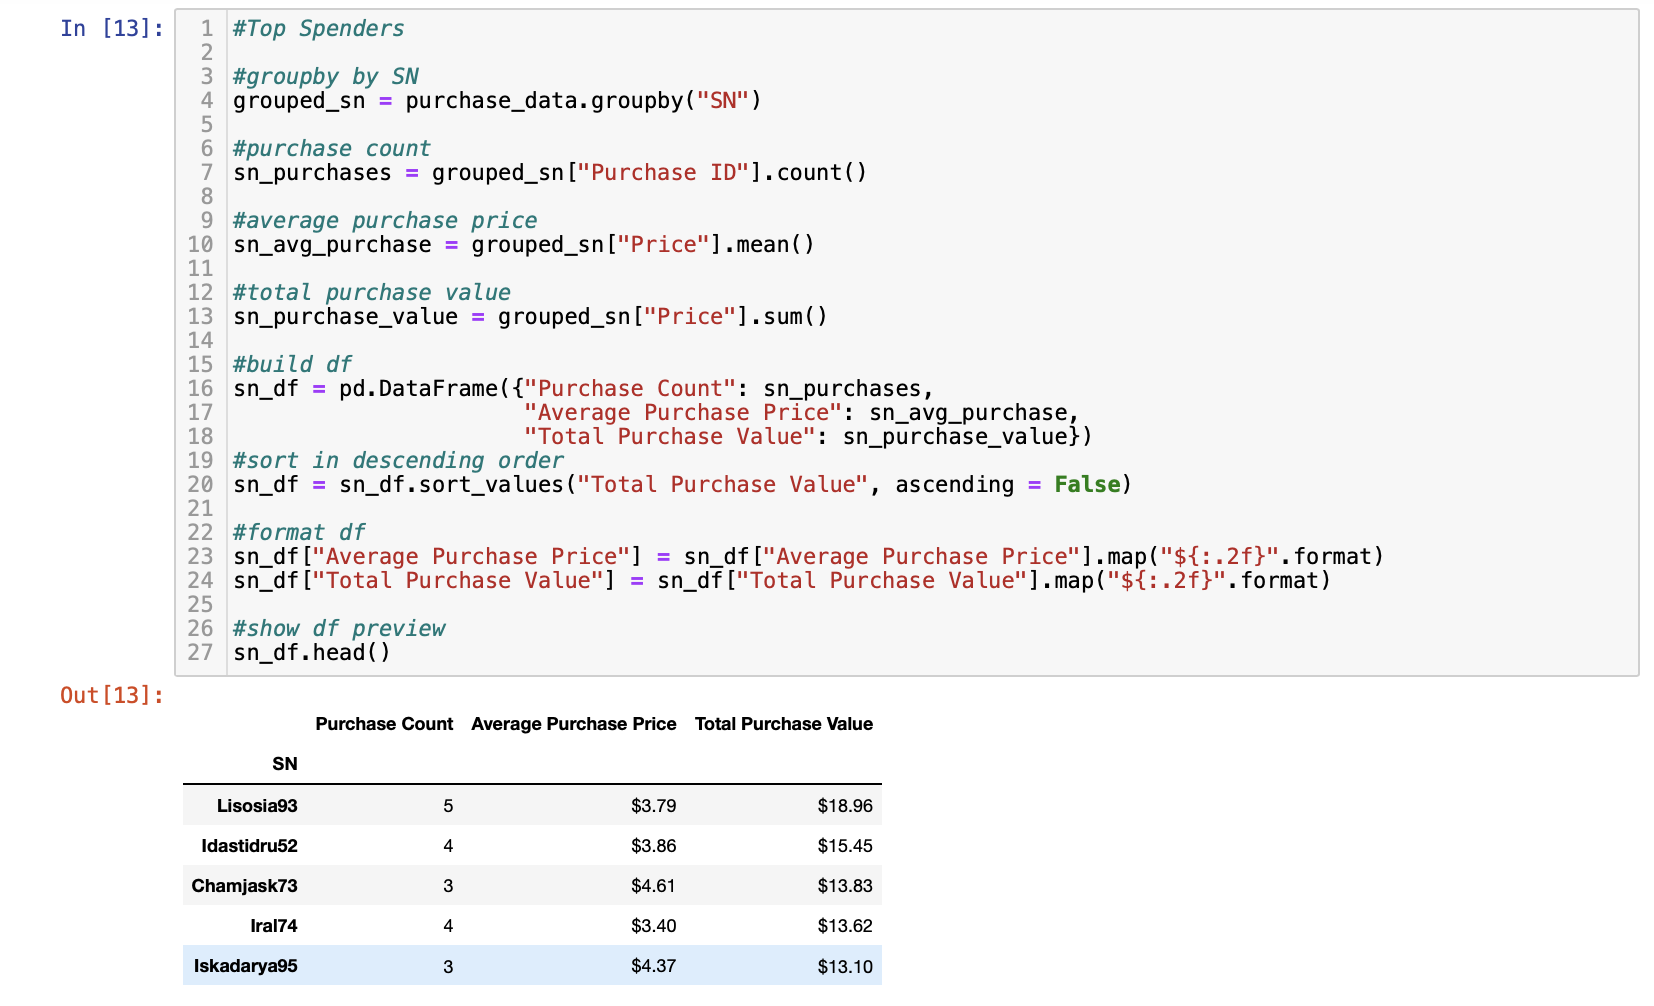 In [13]:
1 #Top Spenders
2
3 #groupby by SN
4 grouped_sn = purchase_data.groupby("SN")
5
6 #purchase count
7 sn_purchases = grouped_sn["Purchase ID"].count()
8
9 #average purchase price
10 sn_avg_purchase = grouped_sn["Price"].mean()
11
12 #total purchase value
13 sn_purchase_value = grouped_sn["Price"].sum()
14
15 #build df
16 sn_df = pd.DataFrame({"Purchase Count": sn_purchases,
17                       "Average Purchase Price": sn_avg_purchase,
18                       "Total Purchase Value": sn_purchase_value})
19 #sort in descending order
20 sn_df = sn_df.sort_values("Total Purchase Value", ascending = False)
21
22 #format df
23 sn_df["Average Purchase Price"] = sn_df["Average Purchase Price"].map("${:.2f}".format)
24 sn_df["Total Purchase Value"] = sn_df["Total Purchase Value"].map("${:.2f}".format)
25
26 #show df preview
27 sn_df.head()
Out[13]:
Purchase Count Average Purchase Price Total Purchase Value
SN
Lisosia93 5 $3.79 $18.96
Idastidru52 4 $3.86 $15.45
Chamjask73 3 $4.61 $13.83
Iral74 4 $3.40 $13.62
Iskadarya95 3 $4.37 $13.10